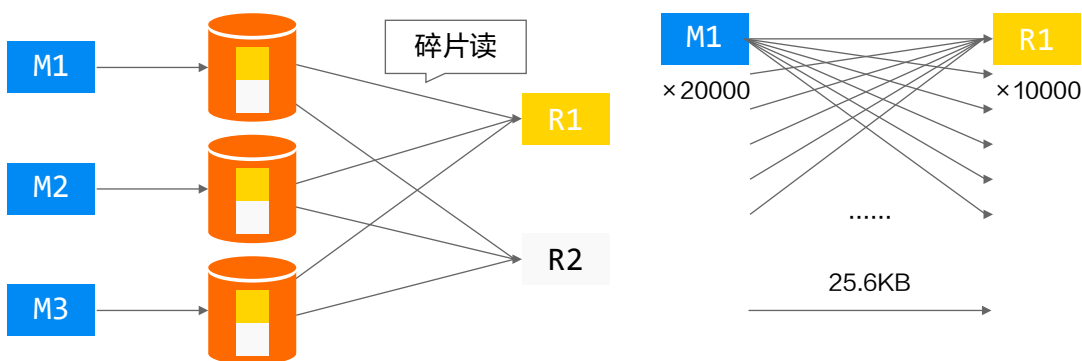 M1
碎片读
M1
R1
×20000
×10000
R1
M2
R2
......
M3
25.6KB